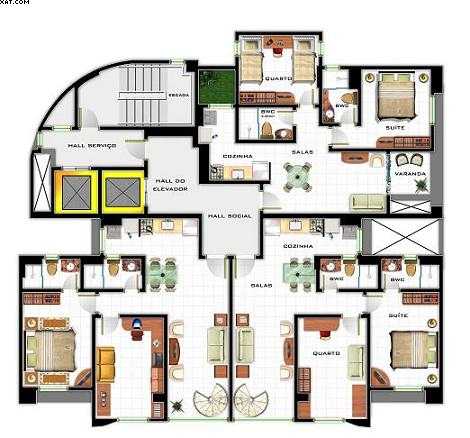 XAT.COM
QUARTO
ESCADA
BWC
BWC
SUITE
HALL SERVIÇO
COZINHA
SALAS
VARANDA
HALL DO
ELEVADOR
HALL SOCIAL
COZINHA
SALAS
BWC
BWC
SUÍTE
QUARTO